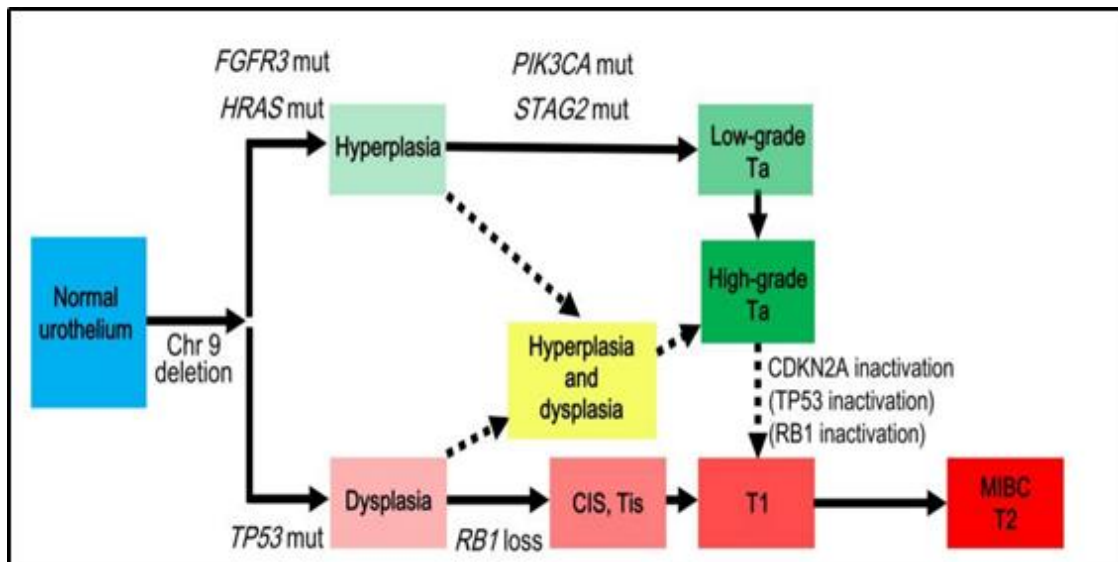 FGFR3 mut
HRAS mut
PIK3CA mut
STAG2 mut
Hyperplasia
Low-grade
Ta
Normal
urothelium
Chr 9
deletion
High-grade
Ta
Hyperplasia
and
dysplasia
CDKN2A inactivation
(TP53 inactivation)
(RB1 inactivation)
TP53 mut
Dysplasia
RB1 loss
CIS, Tis
T1
MIBC
T2